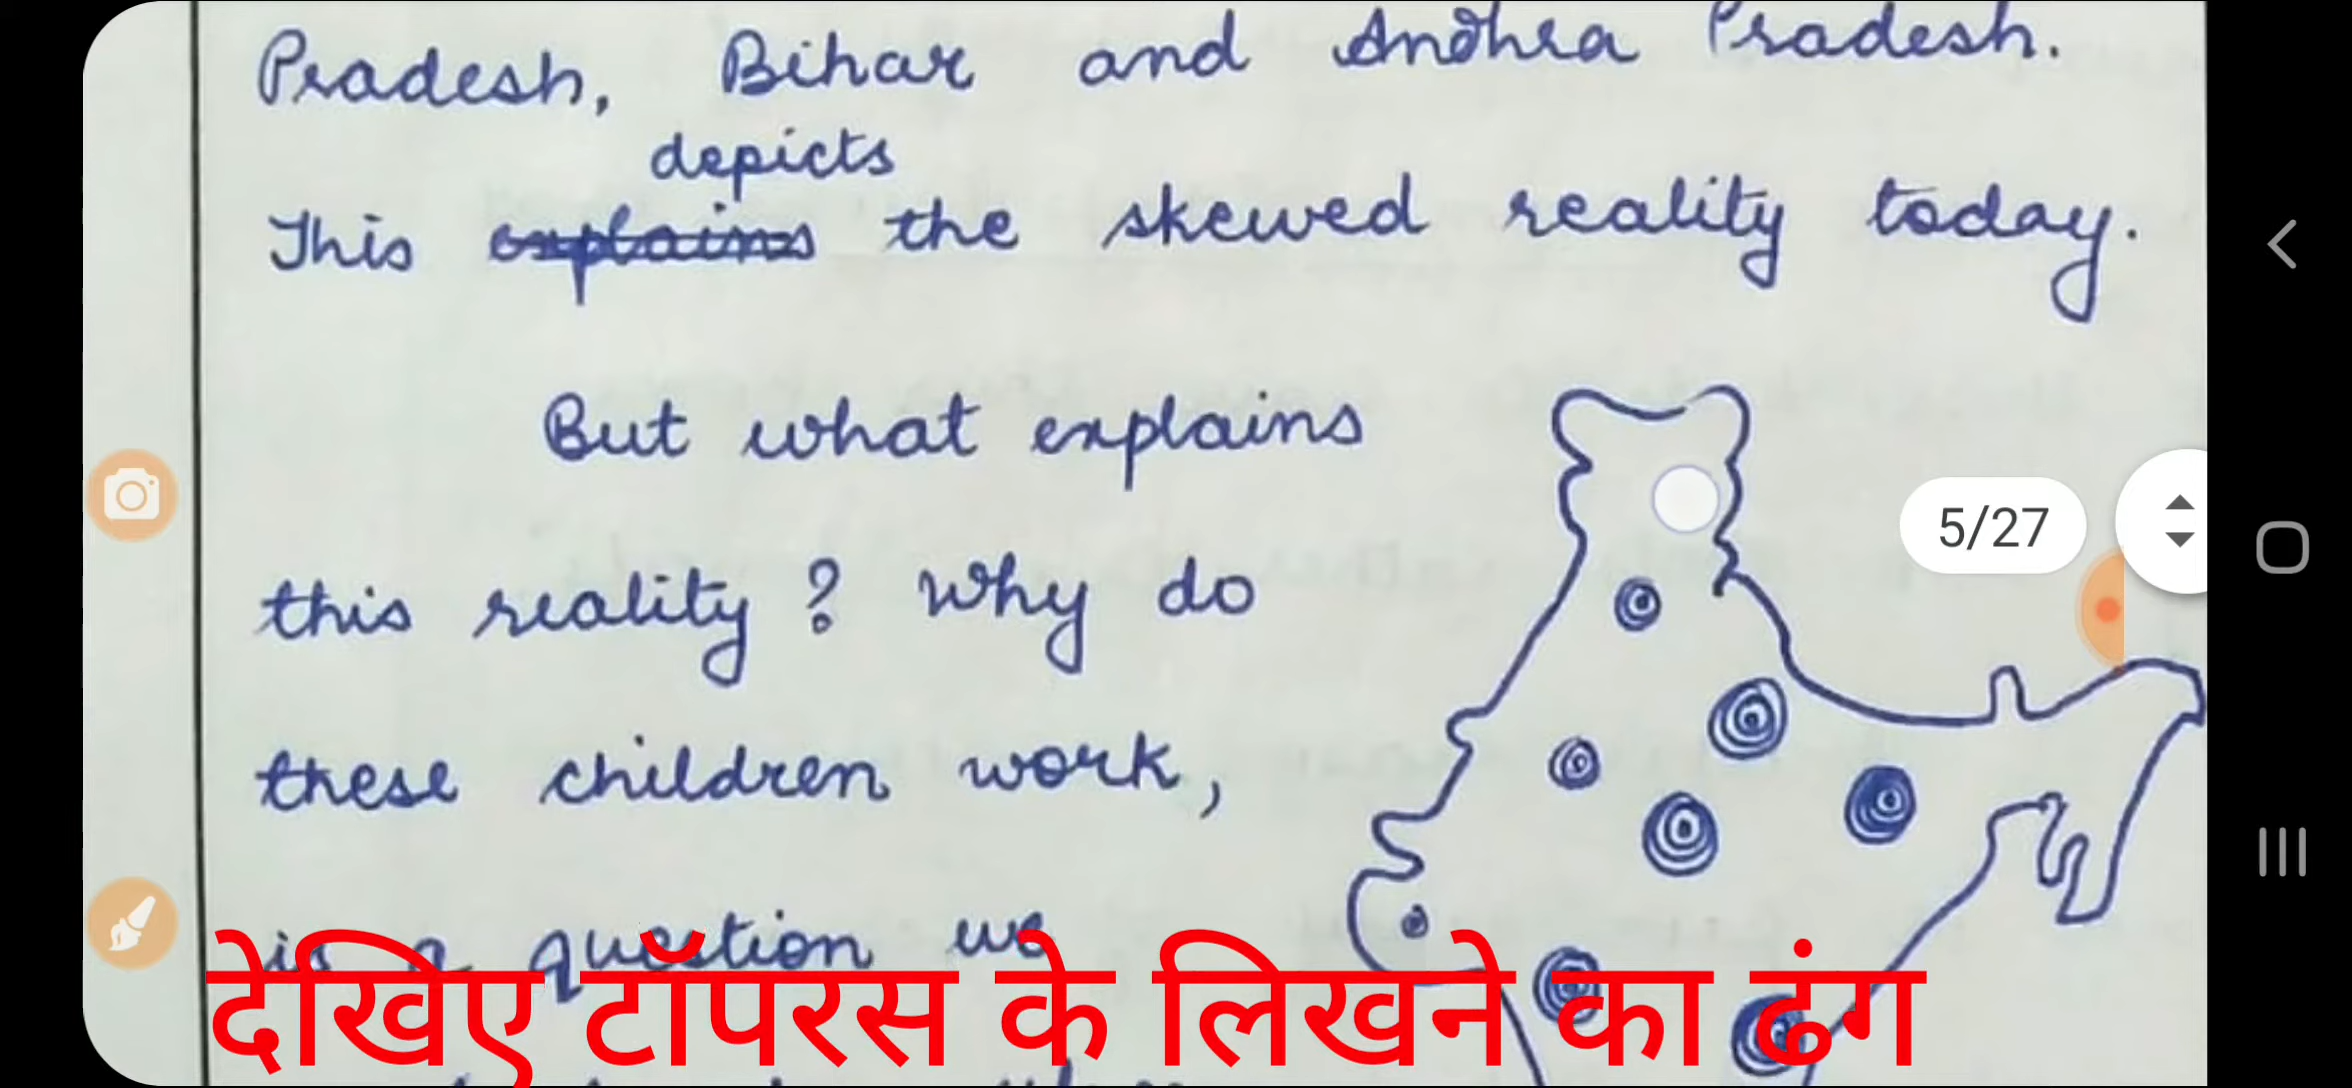 Pradesh, Bihar and Andhra Pradesh.
depicts
This explains the skewed reality today.
But what explains
this reality? Why do
5/27
these children work,
is a question we
देखिए टॉपरस के लिखने का ढंग